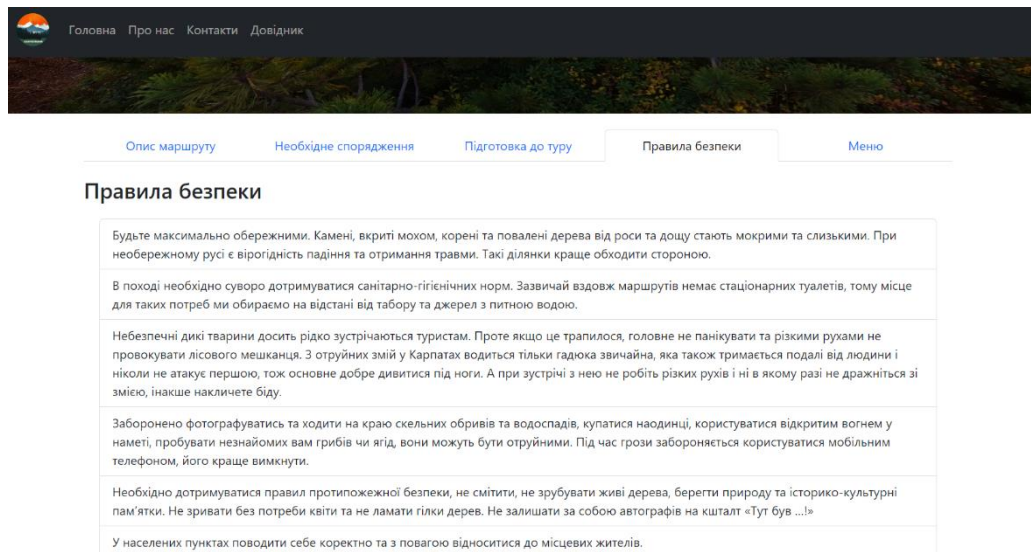 Головна Про нас Контакти Довідник
Опис маршруту Необхідне спорядження Підготовка до туру Правила безпеки Меню
Правила безпеки
Будьте максимально обережними. Камені, вкриті мохом, корені та повалені дерева від роси та дощу стають мокрими та слизькими. При
необережному русі є вірогідність падіння та отримання травми. Такі ділянки краще обходити стороною.
В поході необхідно суворо дотримуватися санітарно-гігієнічних норм. Зазвичай вздовж маршрутів немає стаціонарних туалетів, тому місце
для таких потреб ми обираємо на відстані від табору та джерел з питною водою.
Небезпечні дикі тварини досить рідко зустрічаються туристам. Проте якщо це трапилося, головне не панікувати та різкими рухами не
провокувати лісового мешканця. З отруйних змій у Карпатах водиться тільки гадюка звичайна, яка також тримається подалі від людини і
ніколи не атакує першою, тож основне добре дивитися під ноги. А при зустрічі з нею не робіть різких рухів і ні в якому разі не дражніться зі
змією, інакше накличете біду.
Заборонено фотографуватись та ходити на краю скельних обривів та водоспадів, купатися наодинці, користуватися відкритим вогнем у
наметі, пробувати незнайомих вам грибів чи ягід, вони можуть бути отруйними. Під час грози забороняється користуватися мобільним
телефоном, його краще вимкнути.
Необхідно дотримуватися правил протипожежної безпеки, не смітити, не зрубувати живі дерева, берегти природу та історико-культурні
пам’ятки. Не зривати без потреби квіти та не ламати гілки дерев. Не залишати за собою автографів на кшталт «Тут був ...!»
У населених пунктах поводити себе коректно та з повагою відноситися до місцевих жителів.